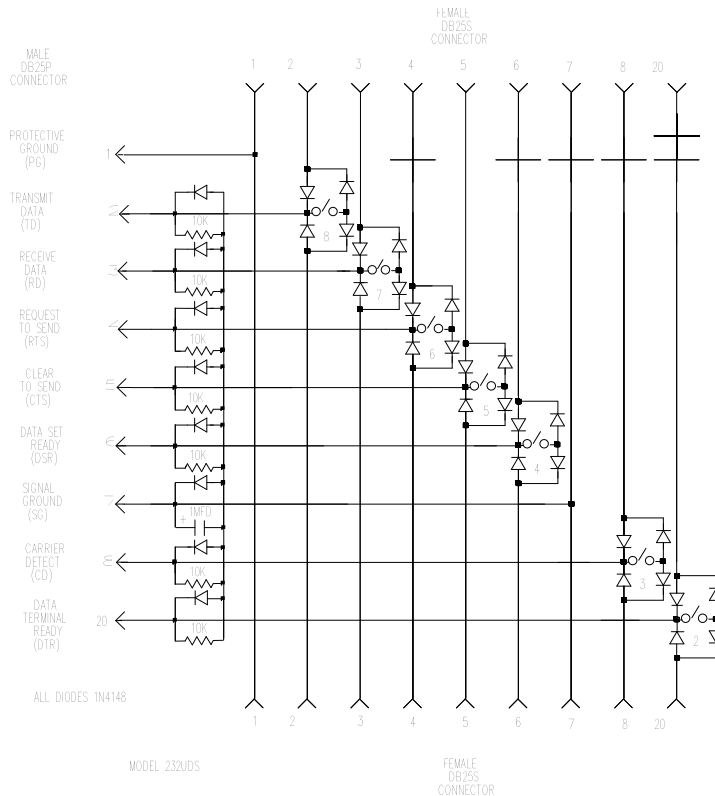 FEMALE
DB25S
CONNECTOR
MALE
DB25P
CONNECTOR
1 2 3 4 5 6 7 8 20
PROTECTIVE
GROUND
(PG)
1
TRANSMIT
DATA
(TD)
2
10K
8
RECEIVE
DATA
(RD)
3
10K
7
REQUEST
TO SEND
(RTS)
4
10K
6
CLEAR
TO SEND
(CTS)
5
10K
5
DATA SET
READY
(DSR)
6
10K
4
SIGNAL
GROUND
(SG)
7
+ 1MFD
CARRIER
DETECT
(CD)
8
10K
3
DATA
TERMINAL
READY
(DTR)
20
10K
2
ALL DIODES 1N4148
1 2 3 4 5 6 7 8 20
MODEL 232UDS
FEMALE
DB25S
CONNECTOR